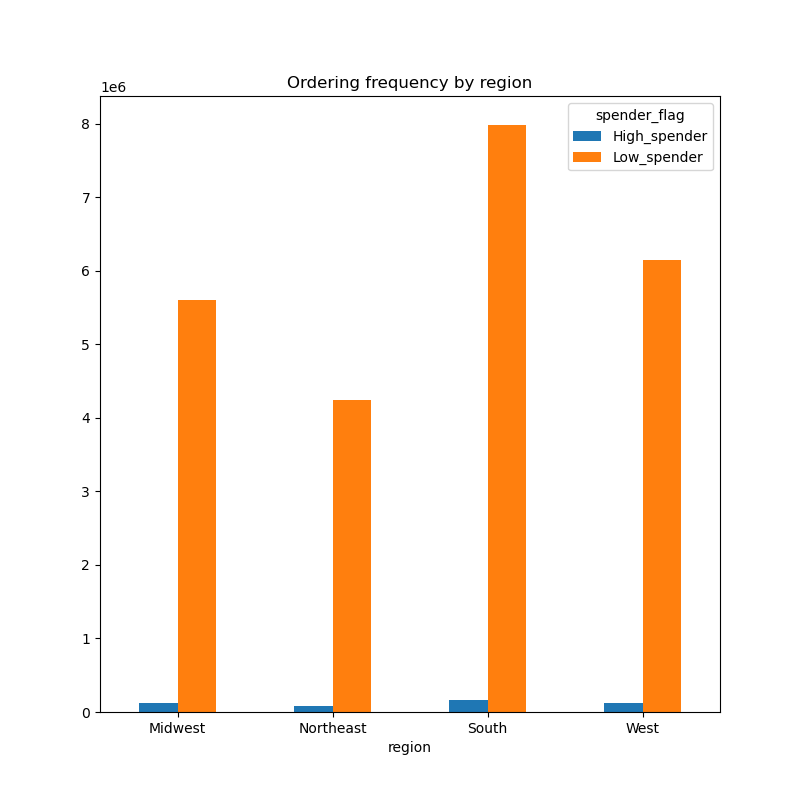 Ordering frequency by region
1e6
spender_flag
High_spender
Low_spender
8
7
6
5
4
3
2
1
0
Midwest Northeast South West
region